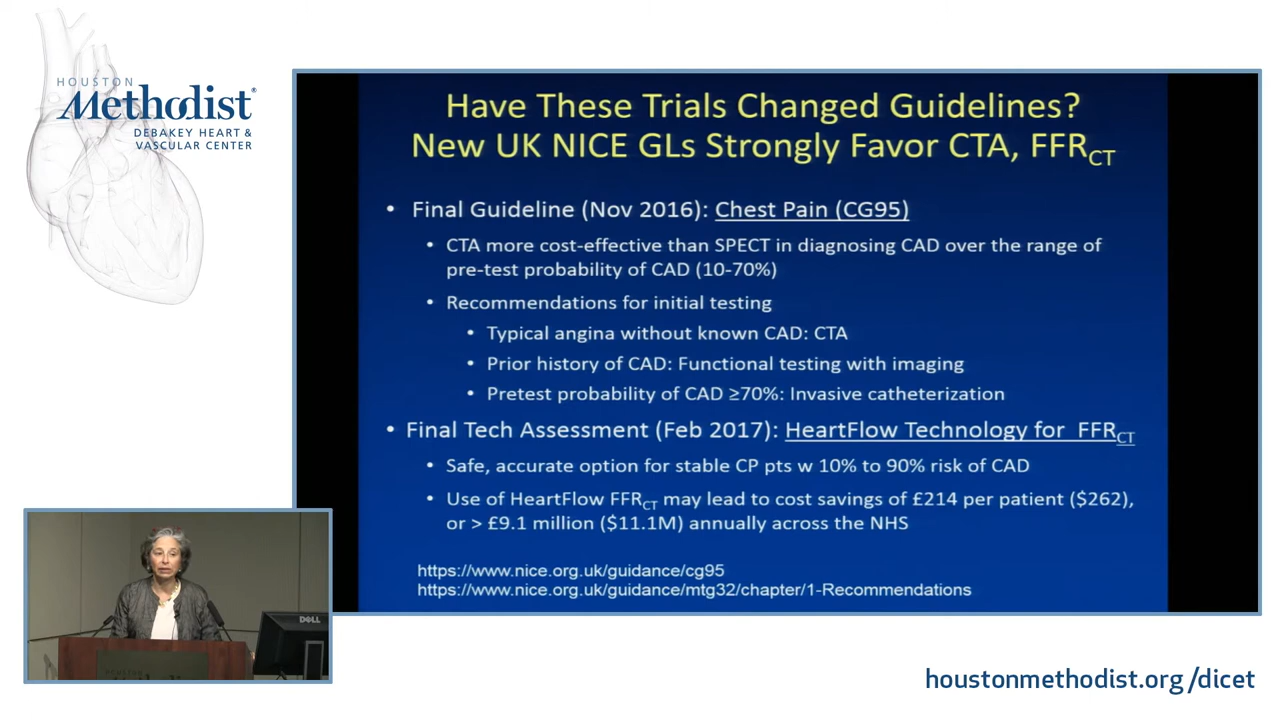 HOUSTON
Methodist®
DEBAKEY HEART &
VASCULAR CENTER
Have These Trials Changed Guidelines?
New UK NICE GLs Strongly Favor CTA, FFRCT
• Final Guideline (Nov 2016): Chest Pain (CG95)
• CTA more cost-effective than SPECT in diagnosing CAD over the range of
pre-test probability of CAD (10-70%)
• Recommendations for initial testing
• Typical angina without known CAD: CTA
• Prior history of CAD: Functional testing with imaging
• Pretest probability of CAD ≥70%: Invasive catheterization
• Final Tech Assessment (Feb 2017): HeartFlow Technology for FFRCT
• Safe, accurate option for stable CP pts w 10% to 90% risk of CAD
• Use of HeartFlow FFRCT may lead to cost savings of £214 per patient ($262),
or > £9.1 million ($11.1M) annually across the NHS
https://www.nice.org.uk/guidance/cg95
https://www.nice.org.uk/guidance/mtg32/chapter/1-Recommendations
DELL
houstonmethodist.org/dicet